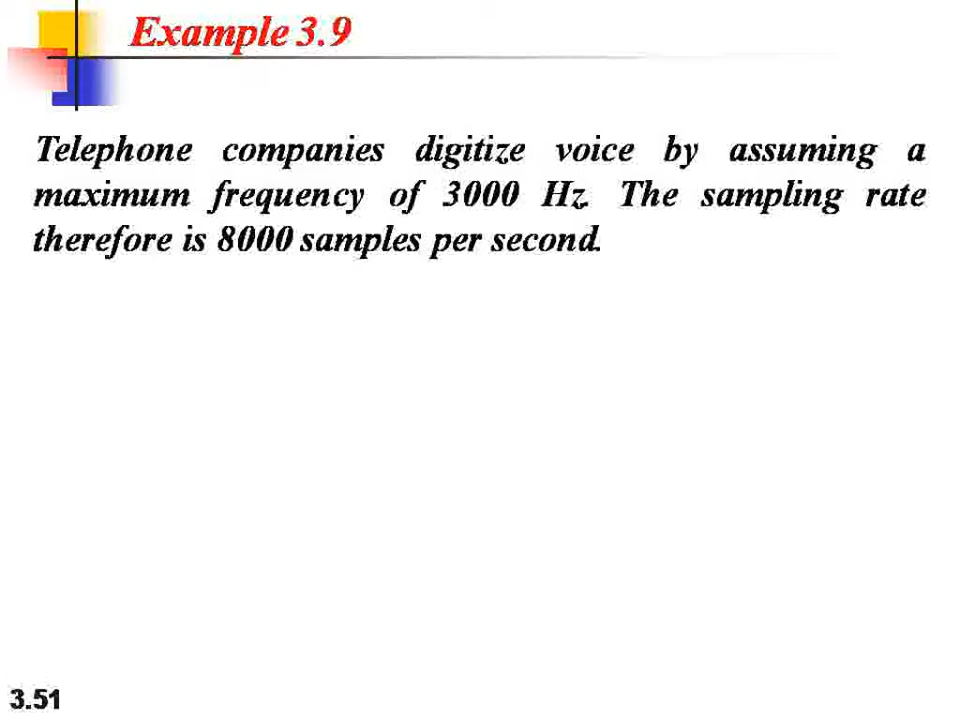 Example 3.9
Telephone companies digitize voice by assuming a
maximum frequency of 3000 Hz. The sampling rate
therefore is 8000 samples per second.
3.51